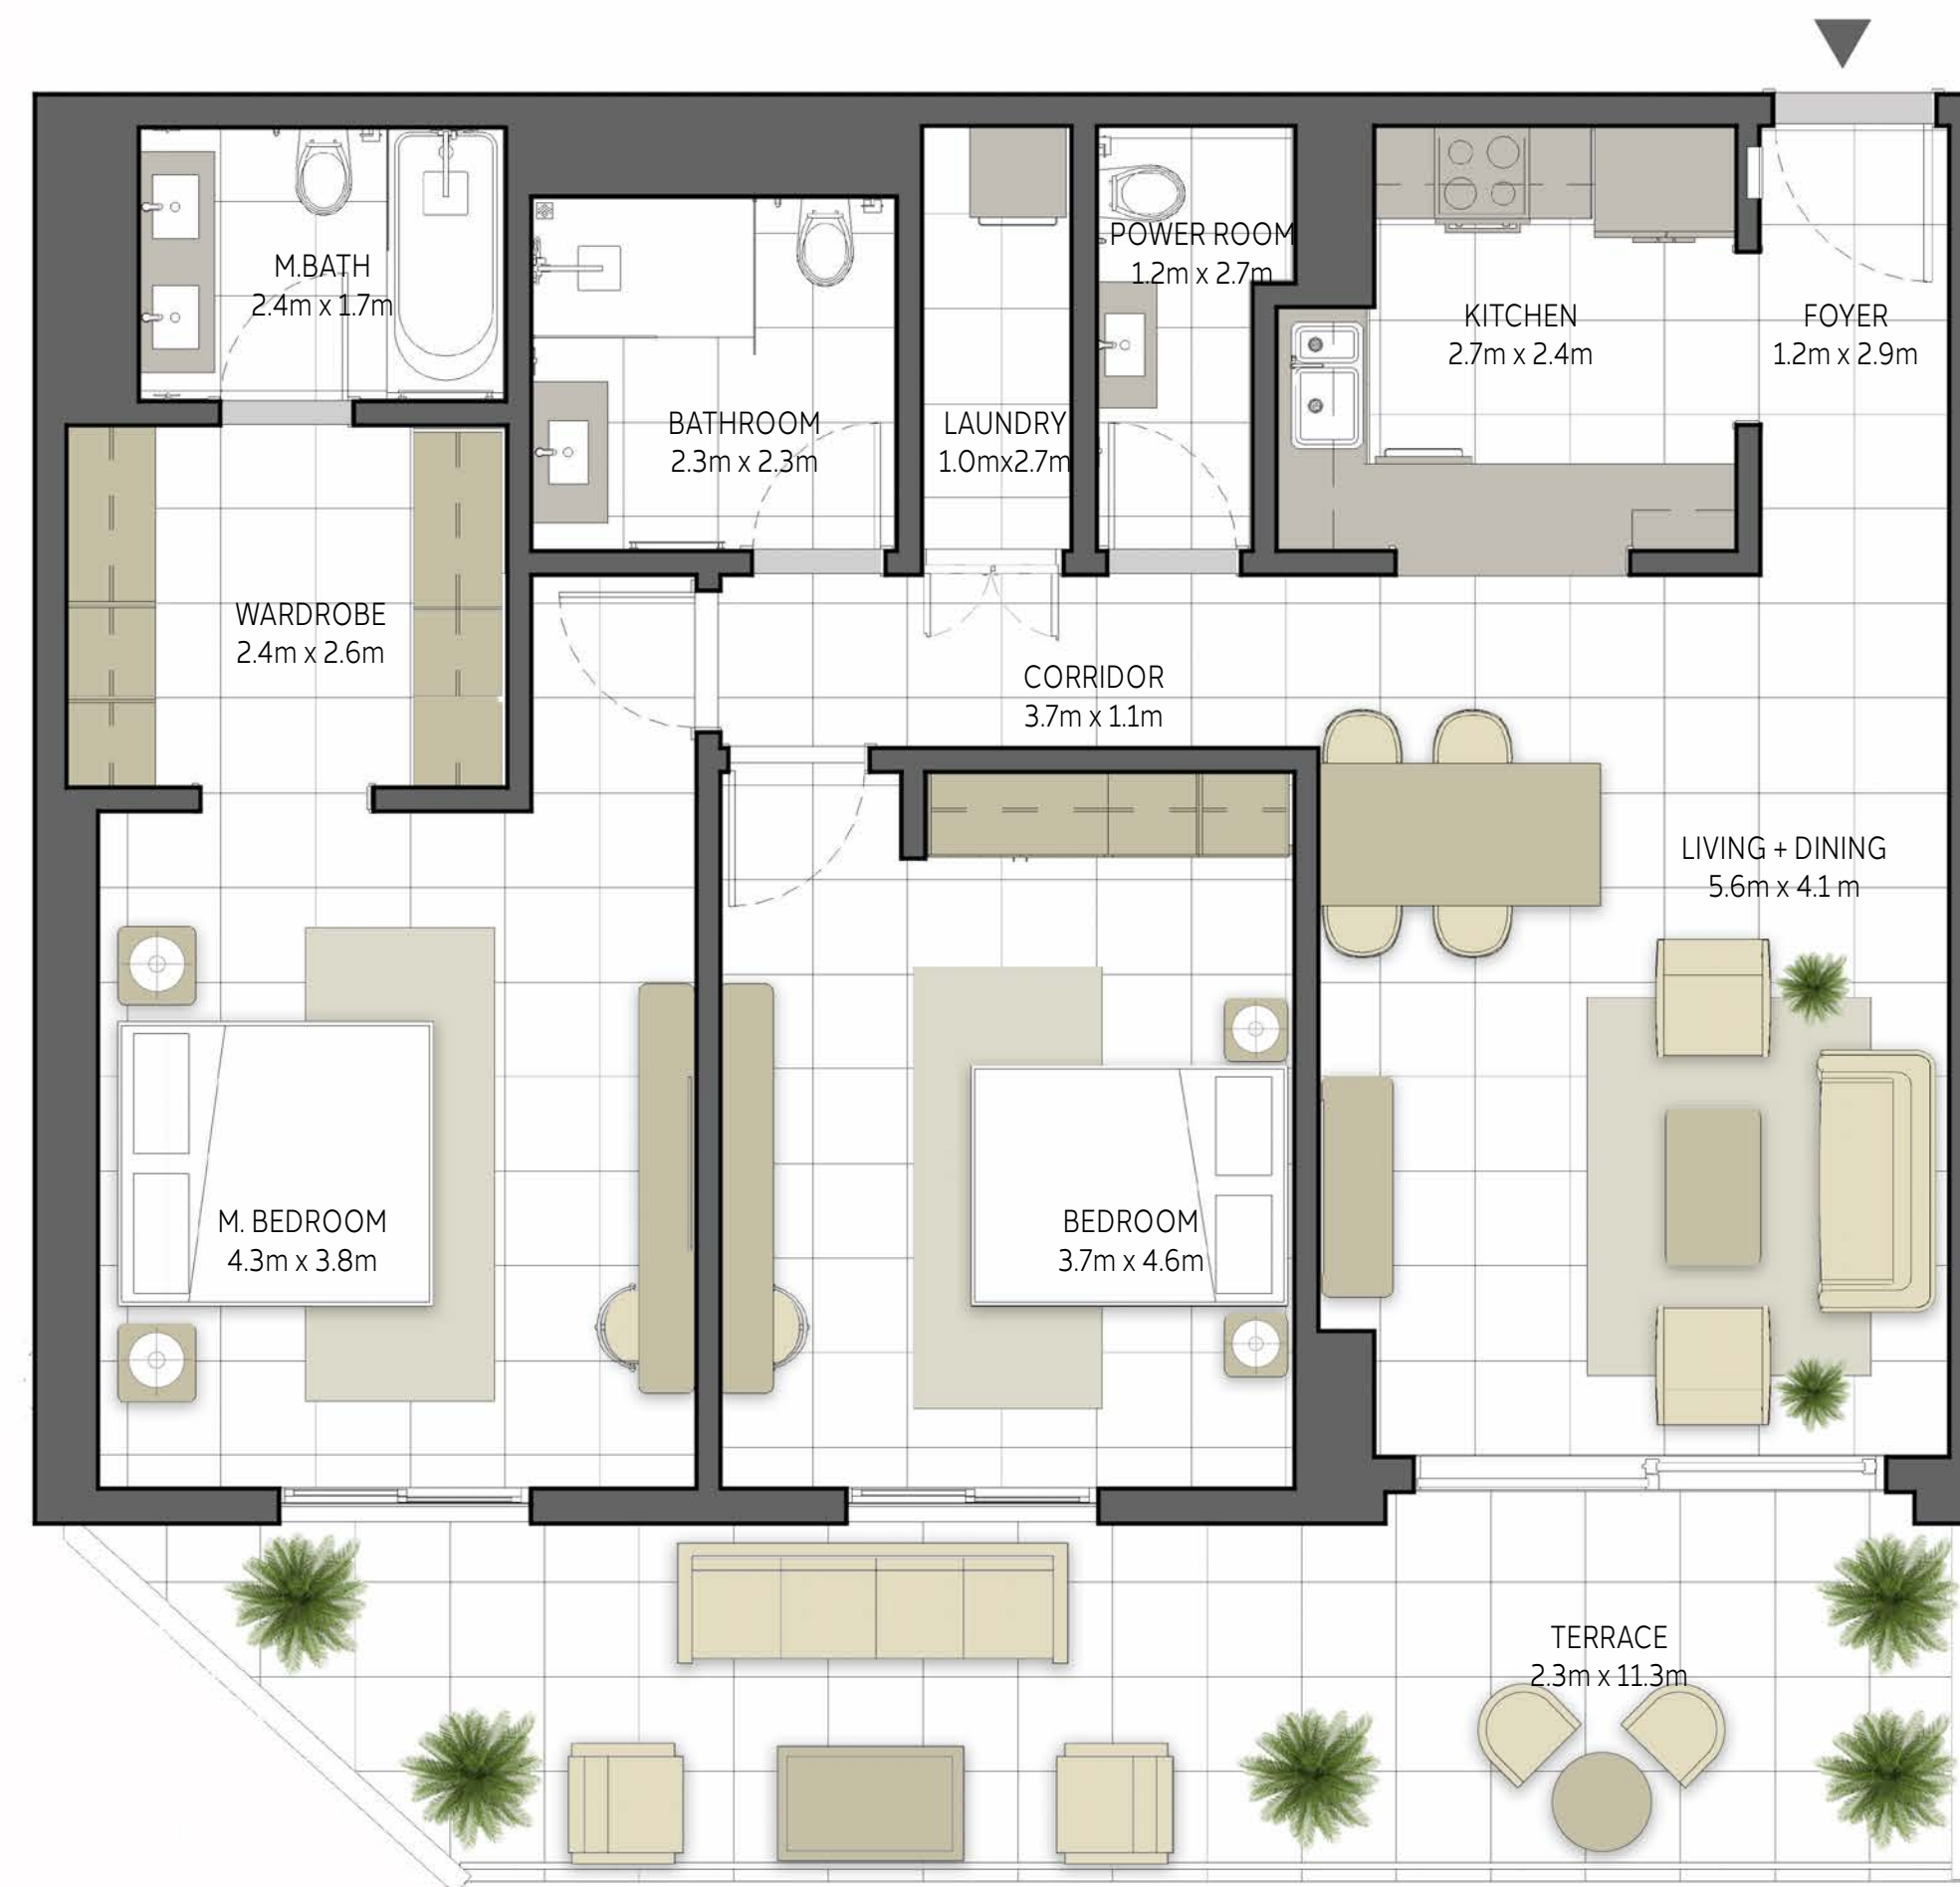 M.BATH
2.4m x 1.7m
POWER ROOM
1.2m x 2.7m
KITCHEN
2.7m x 2.4m
FOYER
1.2m x 2.9m
BATHROOM
2.3m x 2.3m
LAUNDRY
1.0mx2.7m
WARDROBE
2.4m x 2.6m
CORRIDOR
3.7m x 1.1m
LIVING + DINING
5.6m x 4.1 m
M. BEDROOM
4.3m x 3.8m
BEDROOM
3.7m x 4.6m
TERRACE
2.3m x 11.3m